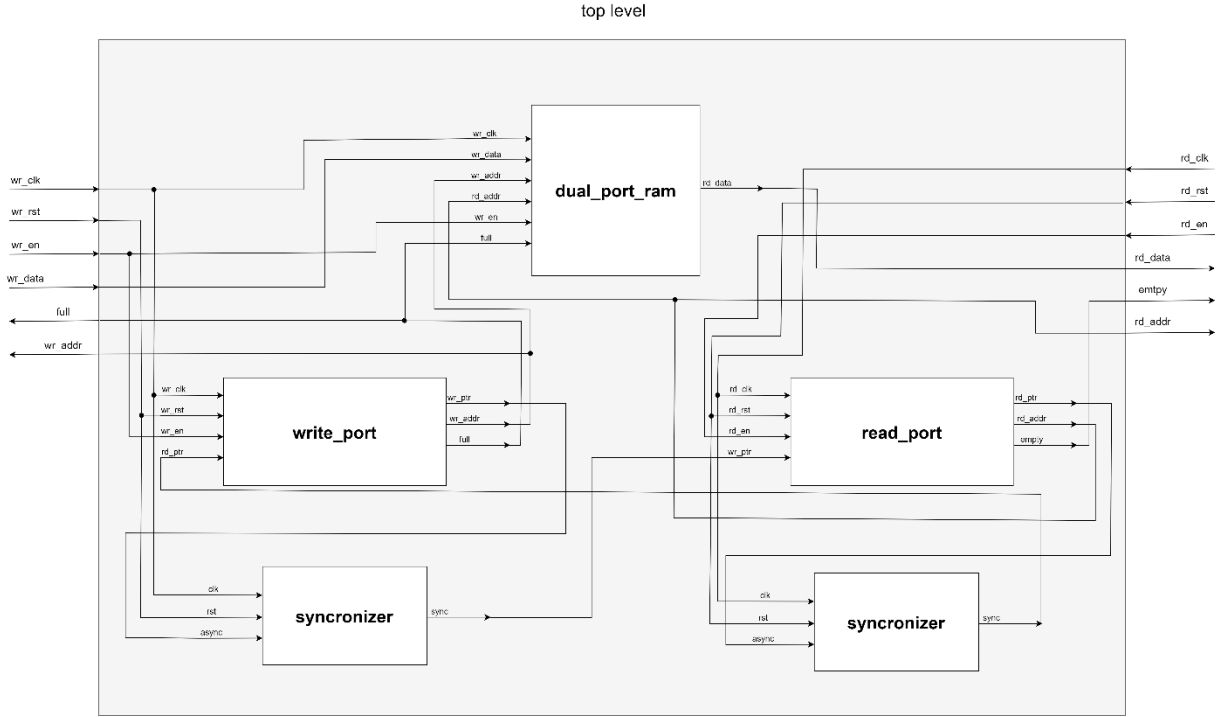 top level
wr_clk
wr_rst
wr_en
wr_data
full
wr_addr
wr_clk
wr_data
wr_addr
rd_addr
wr_en
full
dual_port_ram
rd_data
rd_clk
rd_rst
rd_en
rd_data
emtpy
rd_addr
wr_clk
wr_rst
wr_en
rd_ptr
write_port
wr_ptr
wr_addr
full
rd_clk
rd_rst
rd_en
wr_ptr
read_port
rd_ptr
rd_addr
empty
clk
rst
async
syncronizer
sync
clk
rst
async
syncronizer
sync